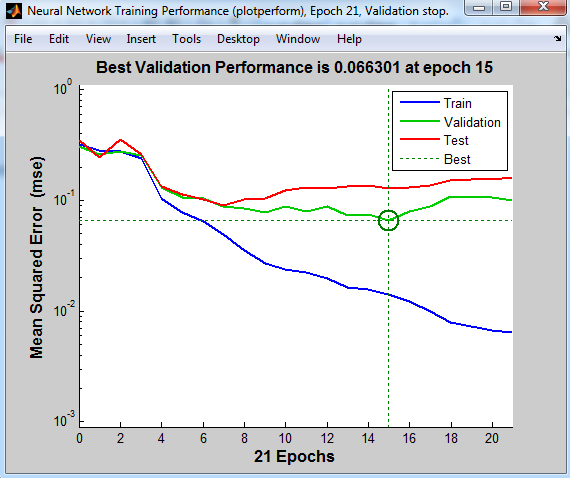 Neural Network Training Performance (plotperform), Epoch 21, Validation stop.
File Edit View Insert Tools Desktop Window Help
Best Validation Performance is 0.066301 at epoch 15
Mean Squared Error (mse)
10^0
10^-1
10^-2
10^-3
Train
Validation
Test
Best
0 2 4 6 8 10 12 14 16 18 20
21 Epochs